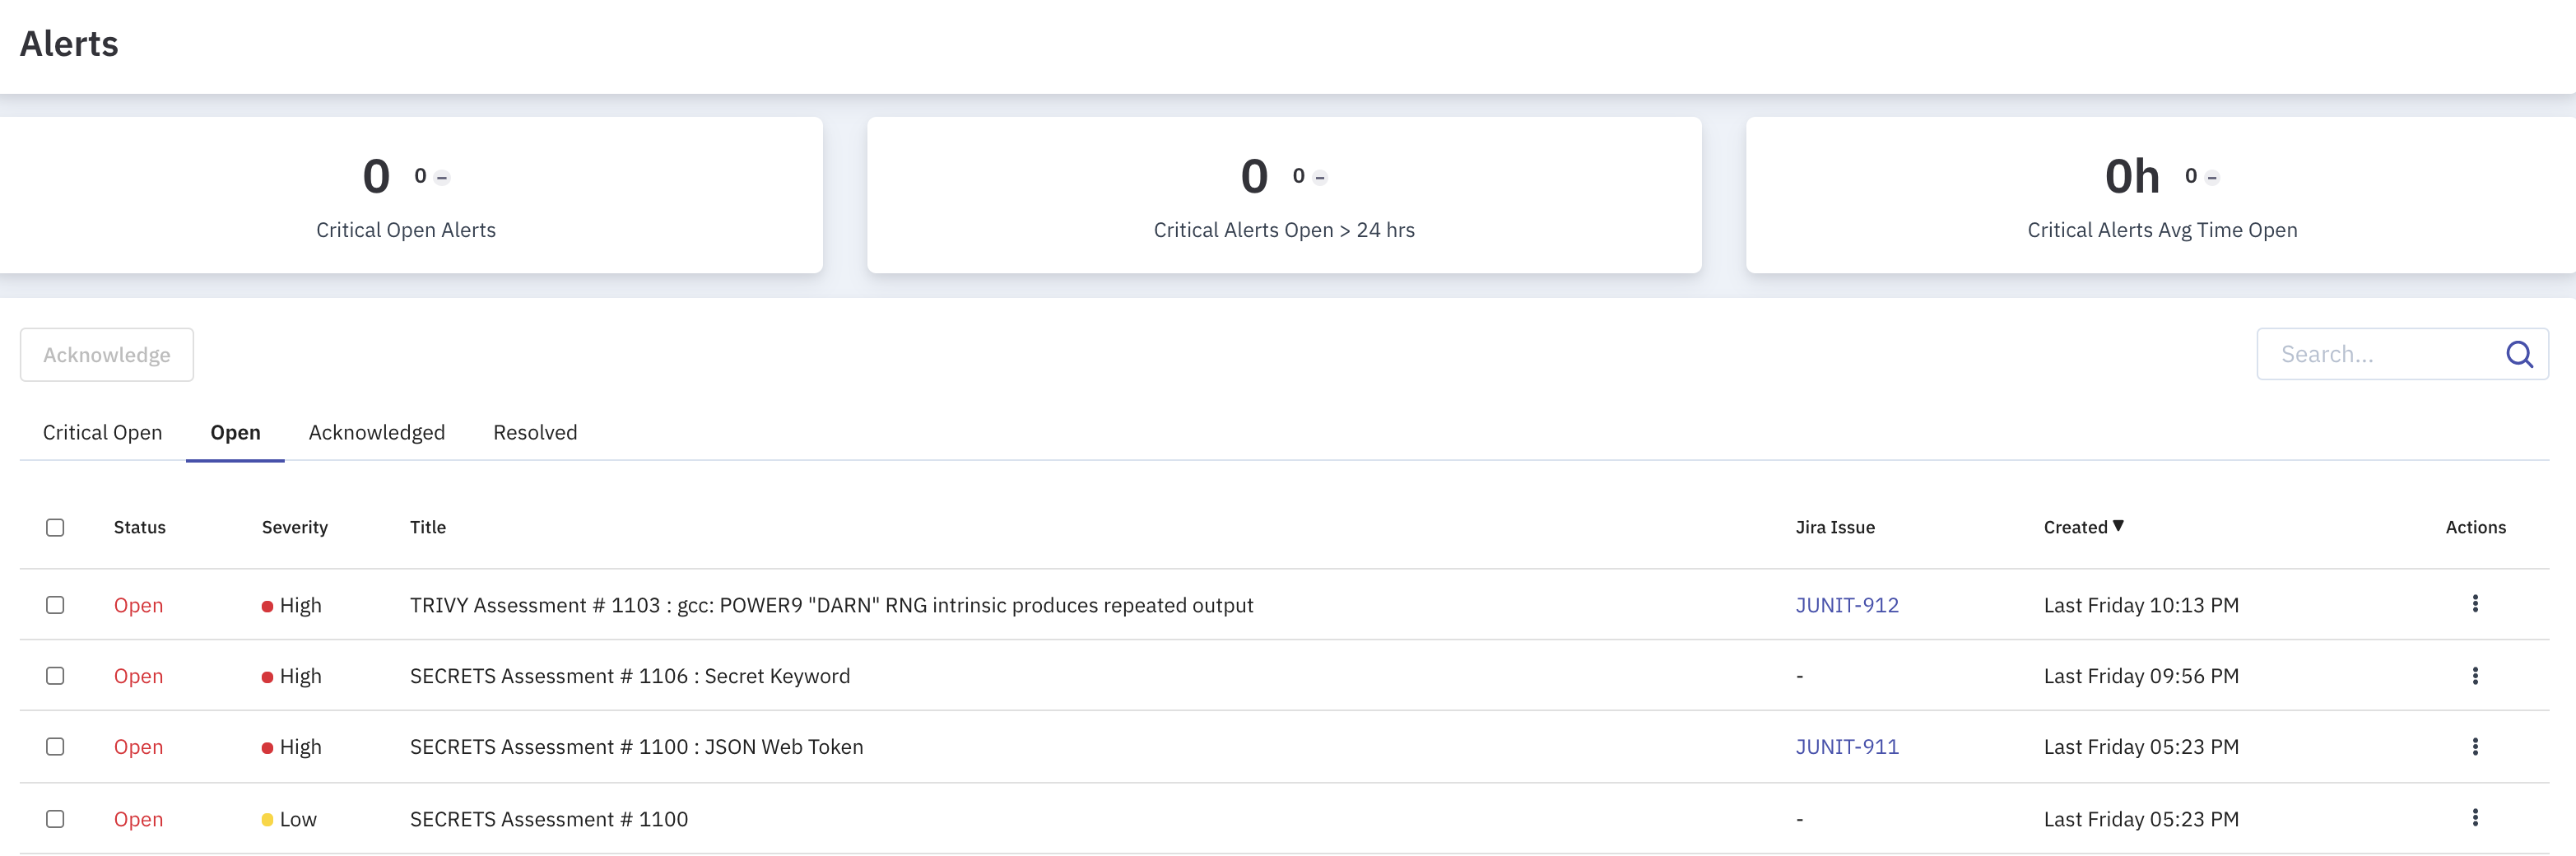 Alerts
0 0 –
Critical Open Alerts
0 0 –
Critical Alerts Open > 24 hrs
0h 0 –
Critical Alerts Avg Time Open
Acknowledge
Search...
Critical Open Open Acknowledged Resolved
Status Severity Title Jira Issue Created ▼ Actions
Open High TRIVY Assessment # 1103 : gcc: POWER9 "DARN" RNG intrinsic produces repeated output JUNIT-912 Last Friday 10:13 PM
Open High SECRETS Assessment # 1106 : Secret Keyword - Last Friday 09:56 PM
Open High SECRETS Assessment # 1100 : JSON Web Token JUNIT-911 Last Friday 05:23 PM
Open Low SECRETS Assessment # 1100 - Last Friday 05:23 PM